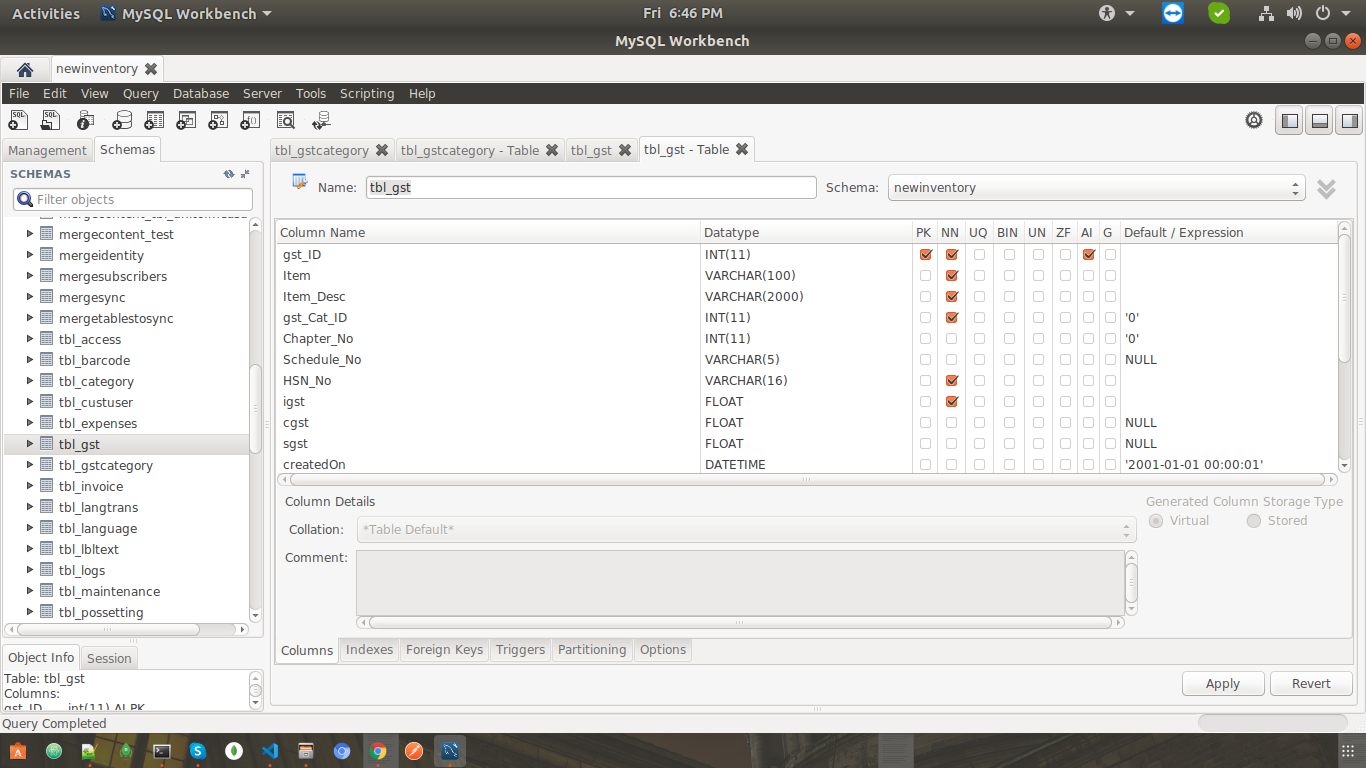 Activities MySQL Workbench Fri 6:46 PM
MySQL Workbench
newinventory
File Edit View Query Database Server Tools Scripting Help
Management Schemas
SCHEMAS
Filter objects
mergecontent_test
mergeidentity
mergesubscribers
mergesync
mergetablestosync
tbl_access
tbl_barcode
tbl_category
tbl_custuser
tbl_expenses
tbl_gst
tbl_gstcategory
tbl_invoice
tbl_langtrans
tbl_language
tbl_lbltext
tbl_logs
tbl_maintenance
tbl_possetting
Object Info Session
Table: tbl_gst
Columns:
gst_ID int(11) AI PK
tbl_gstcategory tbl_gstcategory - Table tbl_gst tbl_gst - Table
Name: tbl_gst Schema: newinventory
Column Name Datatype PK NN UQ BIN UN ZF AI G Default / Expression
gst_ID INT(11)
Item VARCHAR(100)
Item_Desc VARCHAR(2000)
gst_Cat_ID INT(11) '0'
Chapter_No INT(11) '0'
Schedule_No VARCHAR(5) NULL
HSN_No VARCHAR(16)
igst FLOAT
cgst FLOAT NULL
sgst FLOAT NULL
createdOn DATETIME '2001-01-01 00:00:01'
Column Details Generated Column Storage Type
Collation: *Table Default* Virtual Stored
Comment:
Columns Indexes Foreign Keys Triggers Partitioning Options
Apply Revert
Query Completed